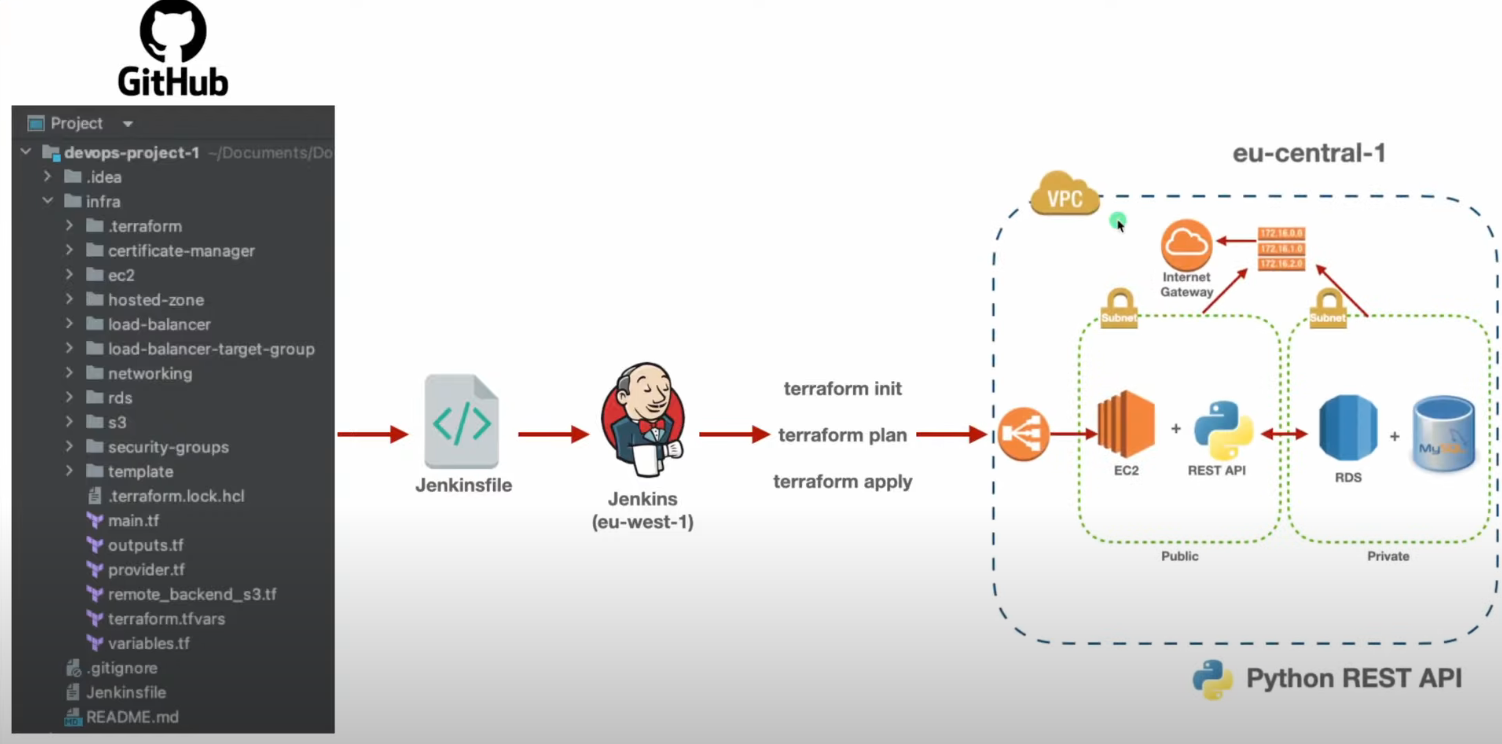 GitHub
Project
devops-project-1 ~/Documents/Do
.idea
infra
.terraform
certificate-manager
ec2
hosted-zone
load-balancer
load-balancer-target-group
networking
rds
s3
security-groups
template
.terraform.lock.hcl
main.tf
outputs.tf
provider.tf
remote_backend_s3.tf
terraform.tfvars
variables.tf
.gitignore
Jenkinsfile
README.md
Jenkinsfile
Jenkins
(eu-west-1)
terraform init
terraform plan
terraform apply
eu-central-1
VPC
Internet
Gateway
172.16.0.0
172.16.1.0
172.16.2.0
Subnet
Subnet
EC2
+
REST API
RDS
+
Public
Private
Python REST API